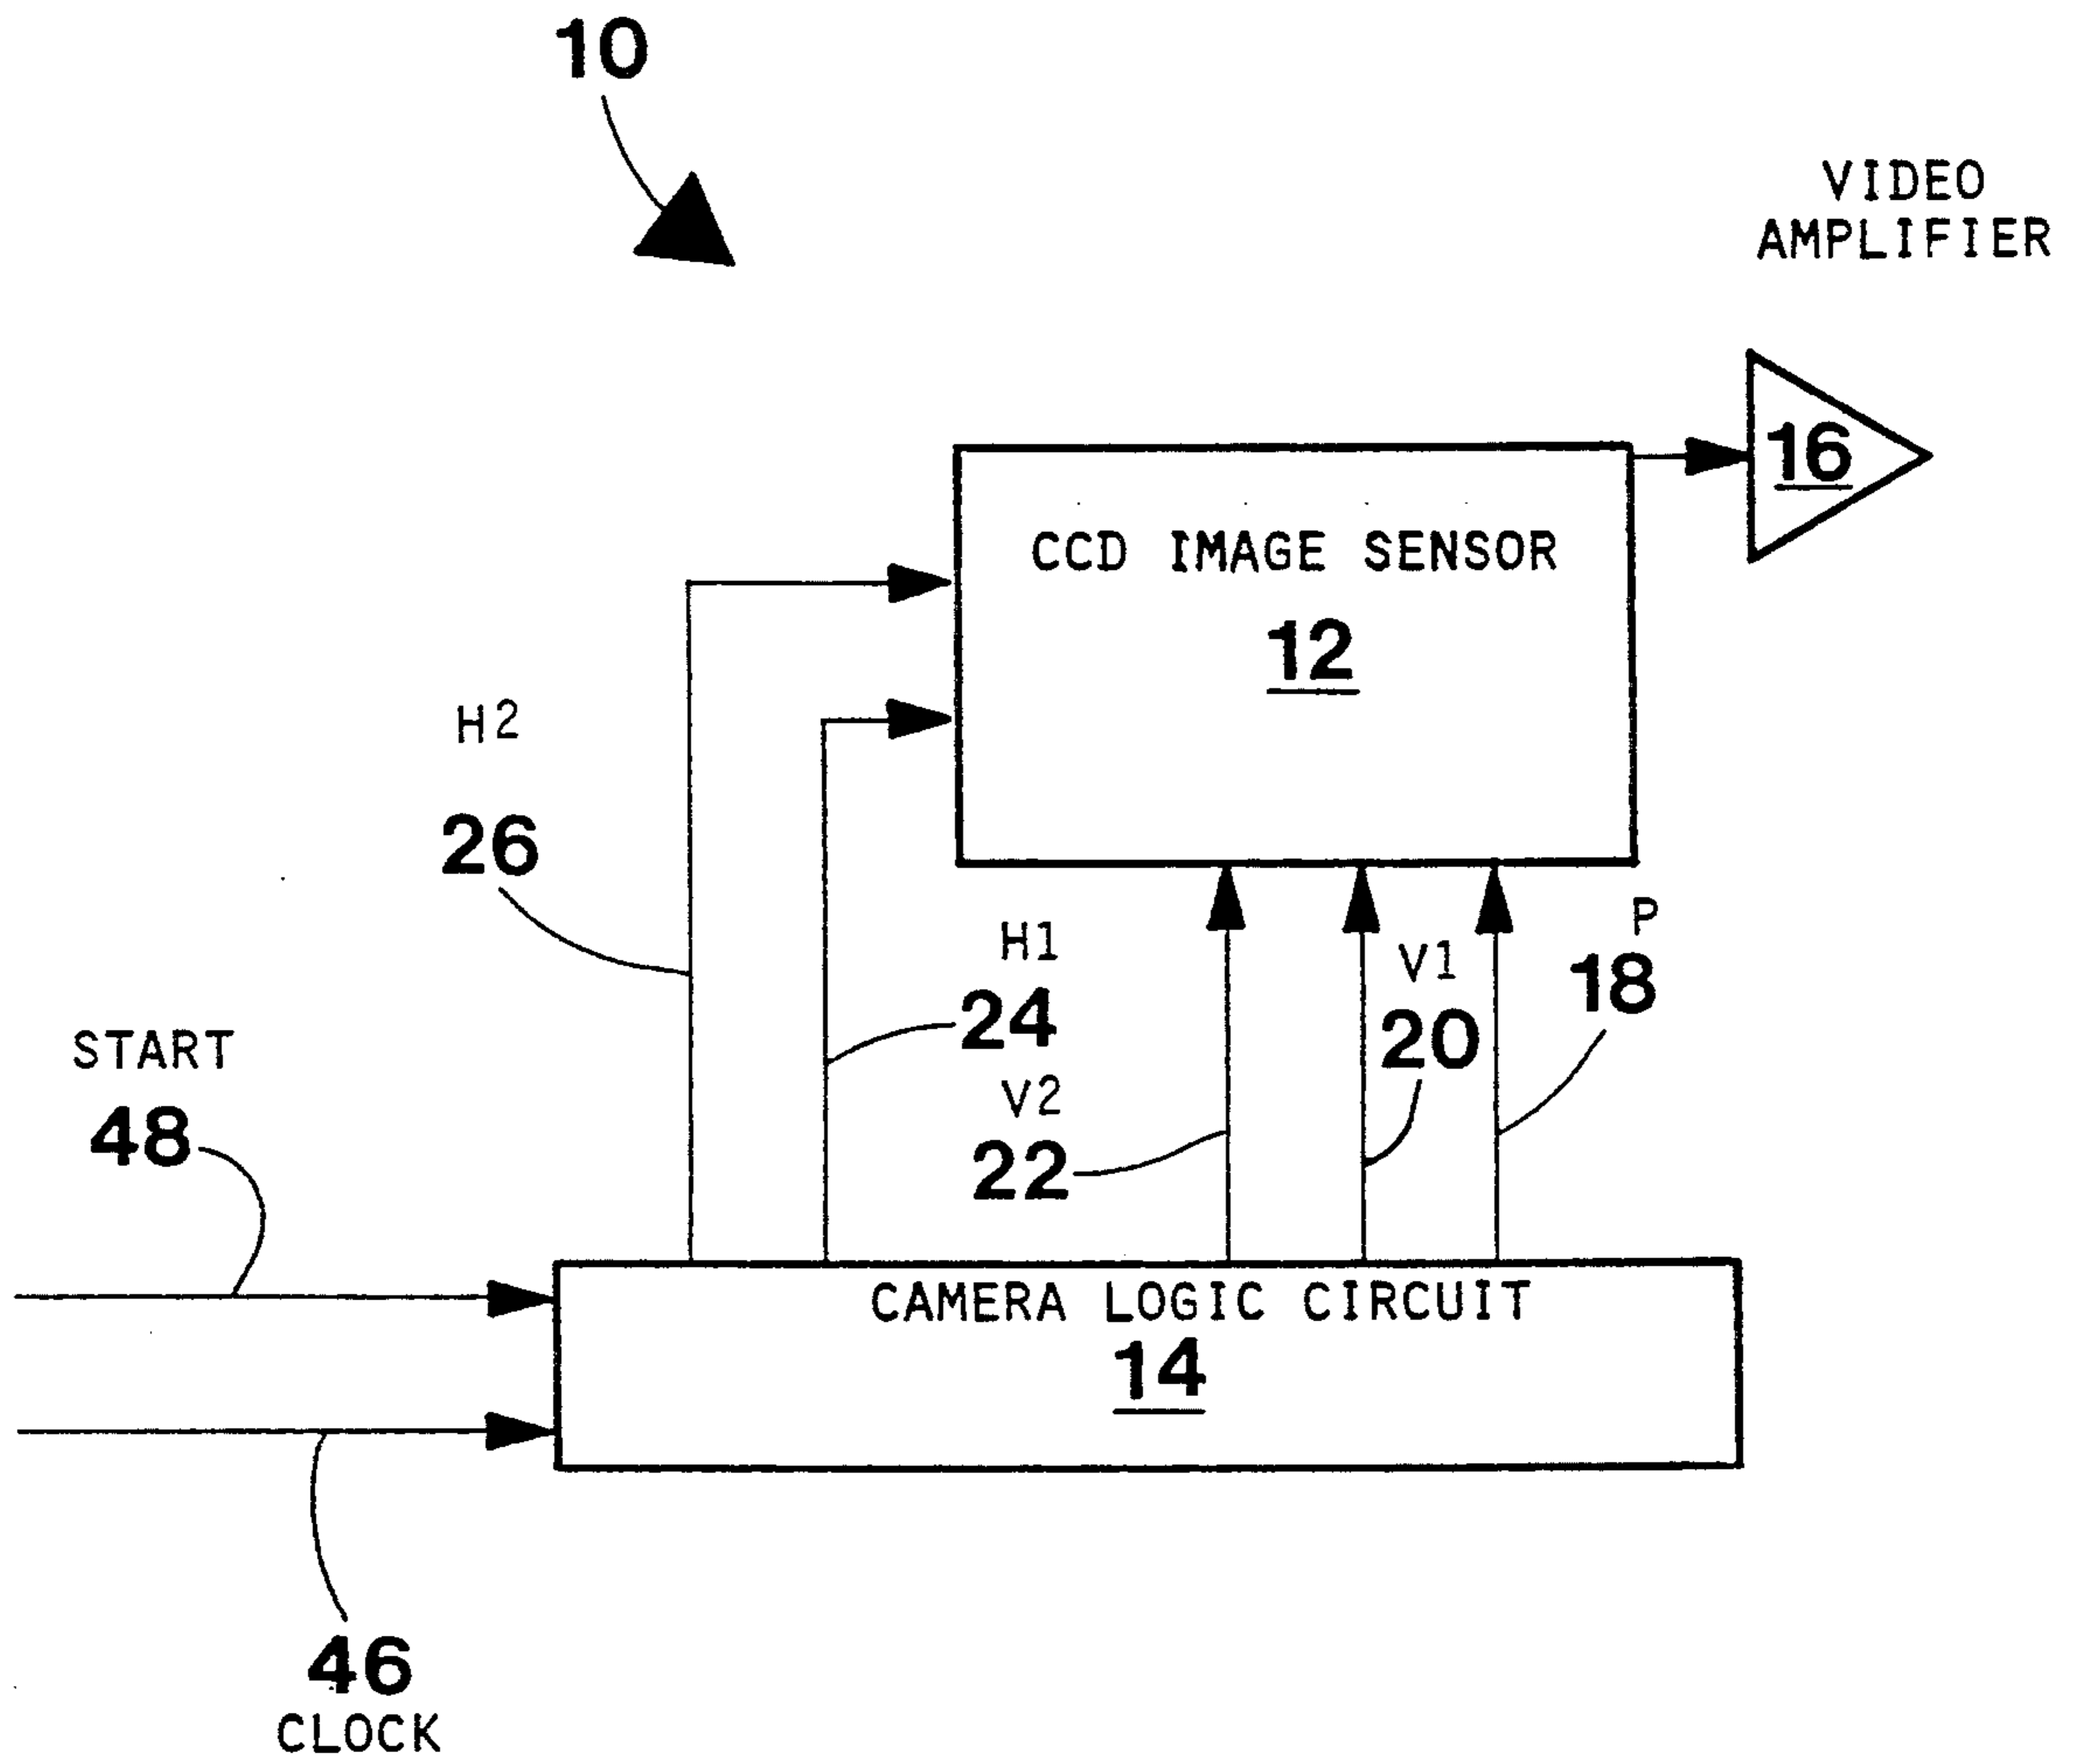 10
VIDEO
AMPLIFIER
16
CCD IMAGE SENSOR
12
H2
26
H1
24
V2
22
V1
20
P
18
START
48
CAMERA LOGIC CIRCUIT
14
46
CLOCK